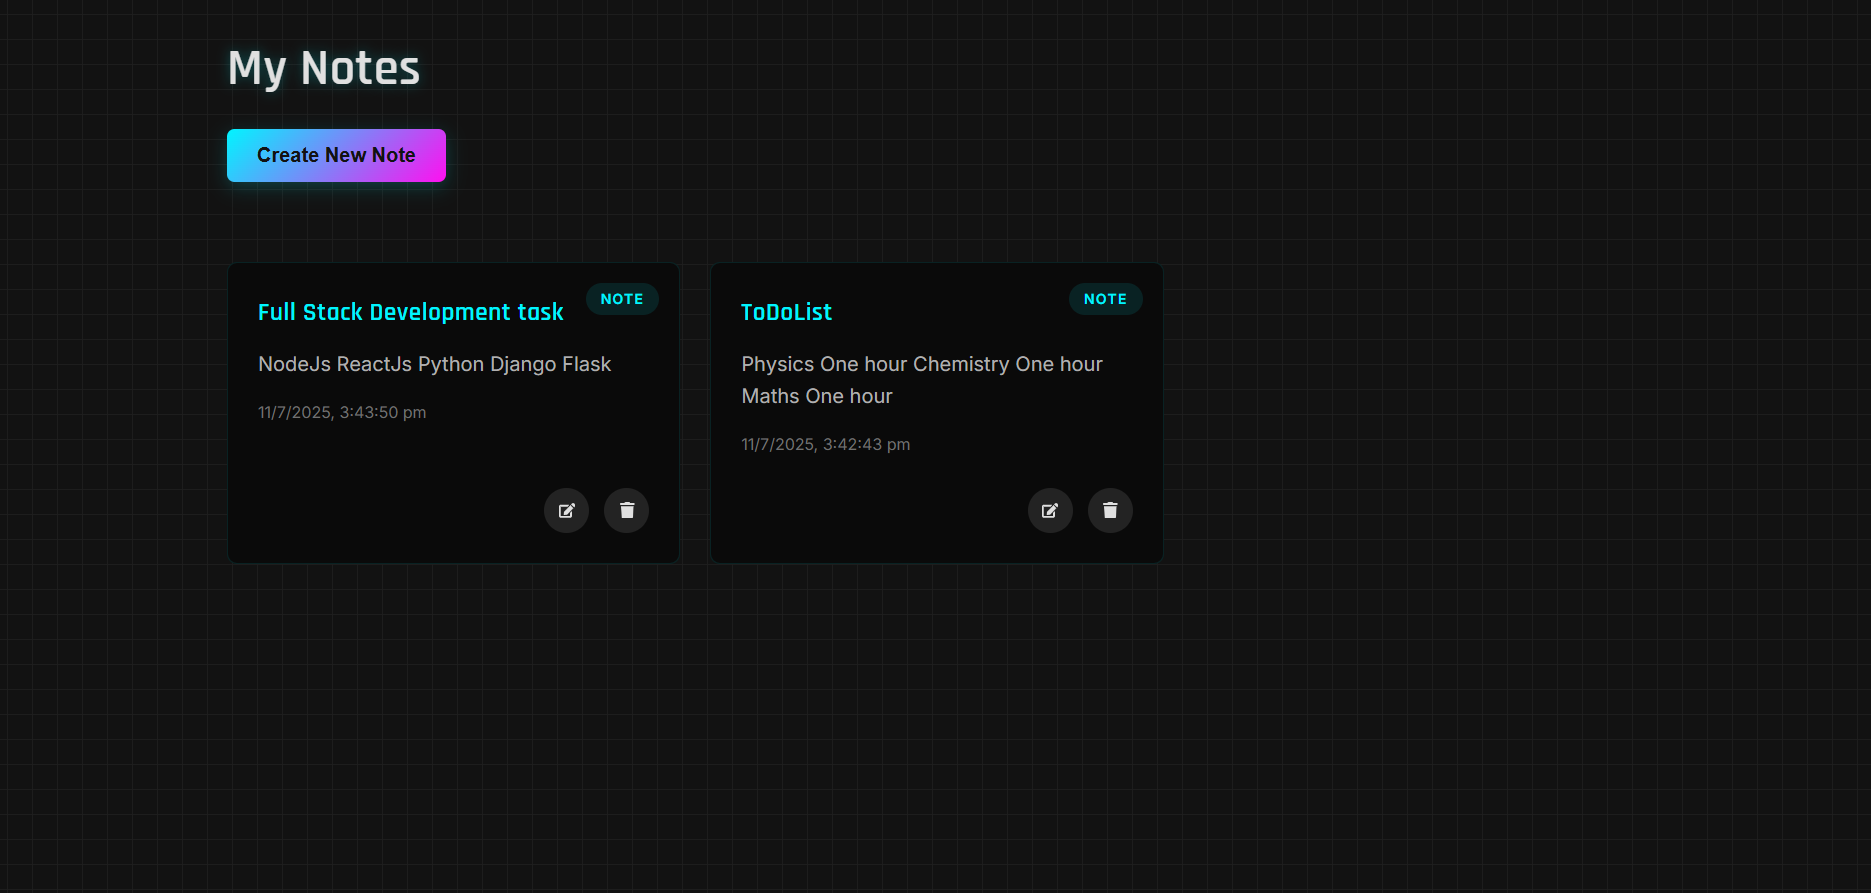 My Notes
Create New Note
Full Stack Development task
NOTE
NodeJs ReactJs Python Django Flask
11/7/2025, 3:43:50 pm
ToDoList
NOTE
Physics One hour Chemistry One hour
Maths One hour
11/7/2025, 3:42:43 pm